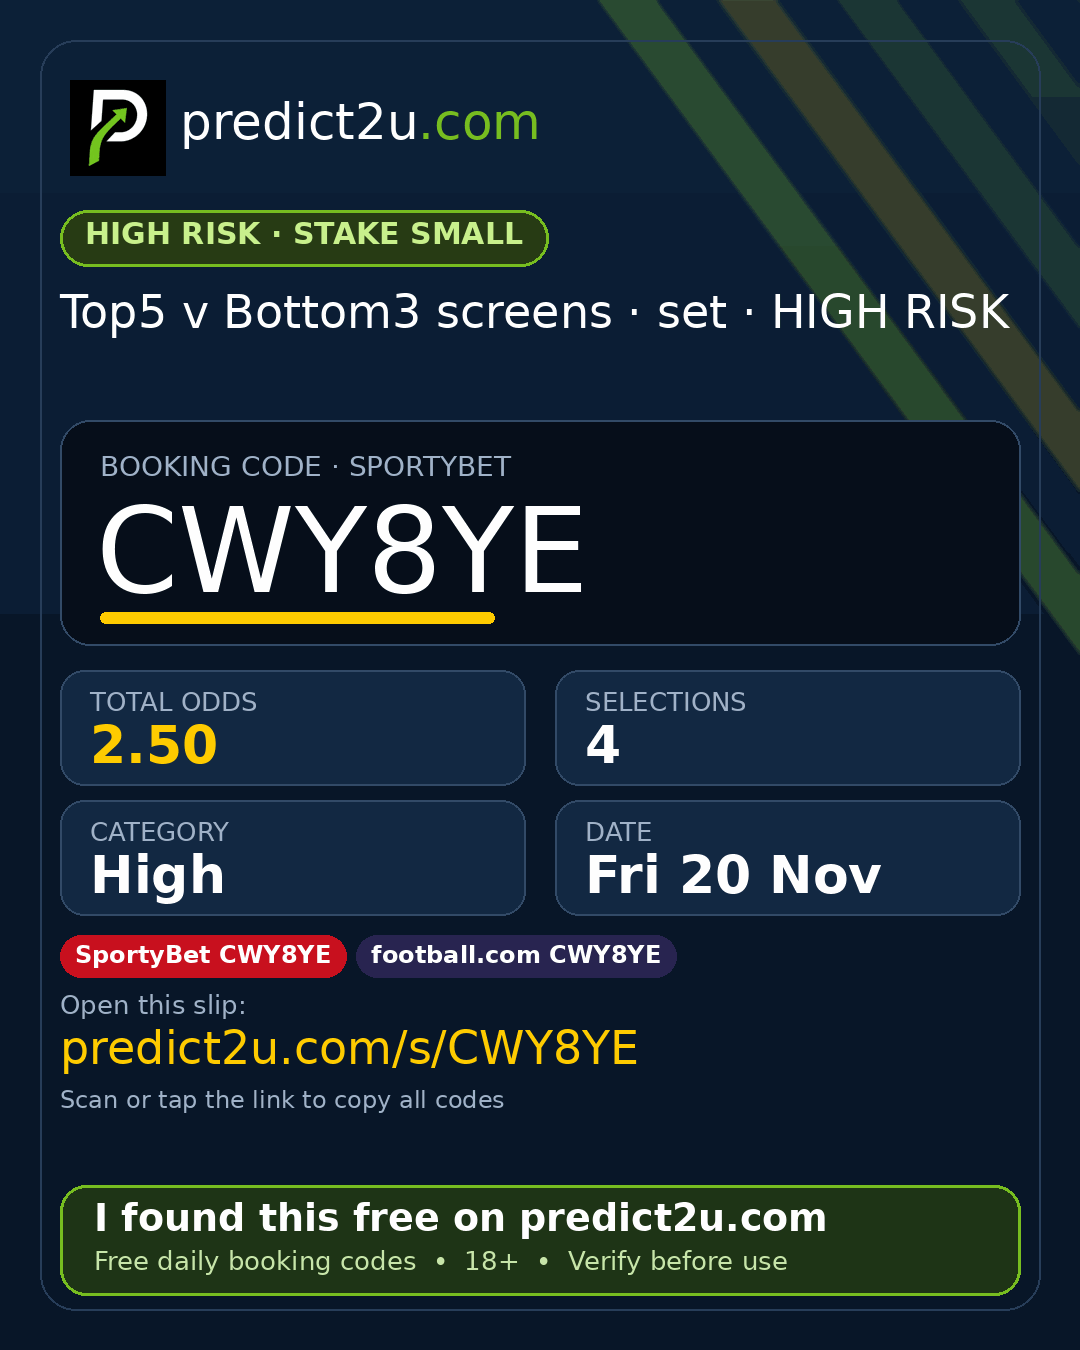 predict2u.com
HIGH RISK · STAKE SMALL
Top5 v Bottom3 screens · set · HIGH RISK
BOOKING CODE · SPORTYBET
CWY8YE
TOTAL ODDS
2.50
SELECTIONS
4
CATEGORY
High
DATE
Fri 20 Nov
SportyBet CWY8YE
football.com CWY8YE
Open this slip:
predict2u.com/s/CWY8YE
Scan or tap the link to copy all codes
I found this free on predict2u.com
Free daily booking codes • 18+ • Verify before use